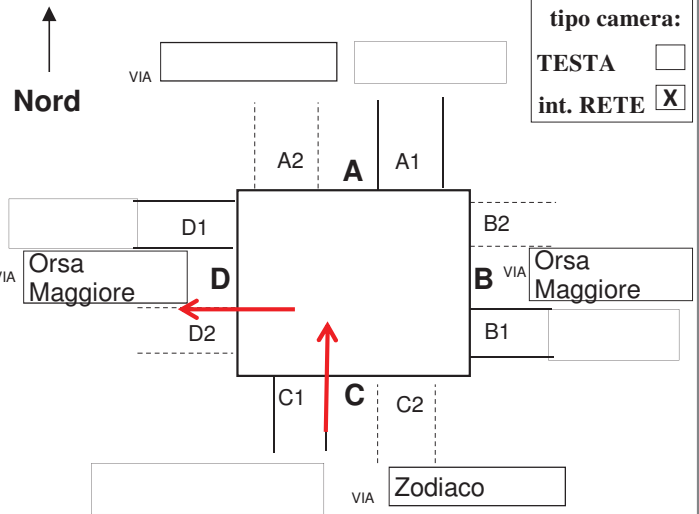 tipo camera:
TESTA
int. RETE X
Nord
VIA
A2
A
A1
D1
B2
VIA
Orsa
Maggiore
D
B
VIA
Orsa
Maggiore
D2
B1
C1
C
C2
VIA
Zodiaco